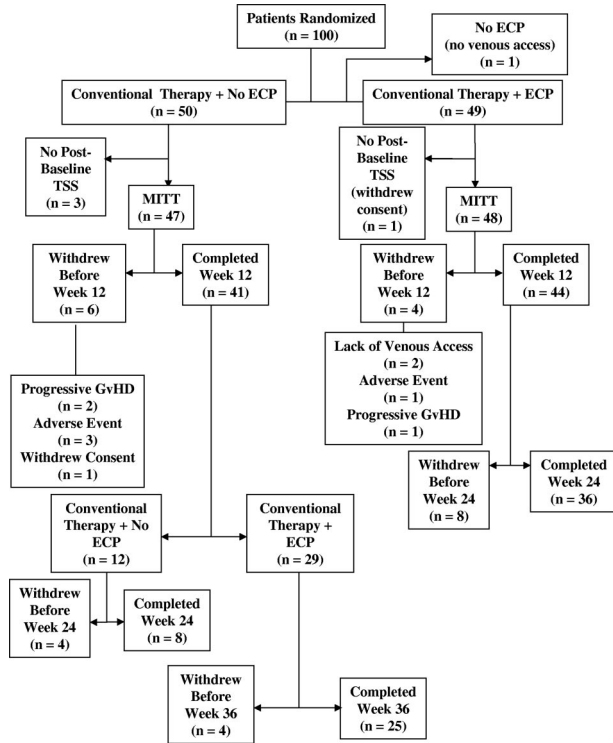 Patients Randomized
(n = 100)
No ECP
(no venous access)
(n = 1)
Conventional Therapy + No ECP
(n = 50)
Conventional Therapy + ECP
(n = 49)
No Post-
Baseline
TSS
(n = 3)
MITT
(n = 47)
No Post-
Baseline
TSS
(withdrew
consent)
(n = 1)
MITT
(n = 48)
Withdrew
Before
Week 12
(n = 6)
Completed
Week 12
(n = 41)
Withdrew
Before
Week 12
(n = 4)
Completed
Week 12
(n = 44)
Progressive GvHD
(n = 2)
Adverse Event
(n = 3)
Withdrew Consent
(n = 1)
Lack of Venous Access
(n = 2)
Adverse Event
(n = 1)
Progressive GvHD
(n = 1)
Withdrew
Before
Week 24
(n = 8)
Completed
Week 24
(n = 36)
Conventional
Therapy + No
ECP
(n = 12)
Conventional
Therapy +
ECP
(n = 29)
Withdrew
Before
Week 24
(n = 4)
Completed
Week 24
(n = 8)
Withdrew
Before
Week 36
(n = 4)
Completed
Week 36
(n = 25)